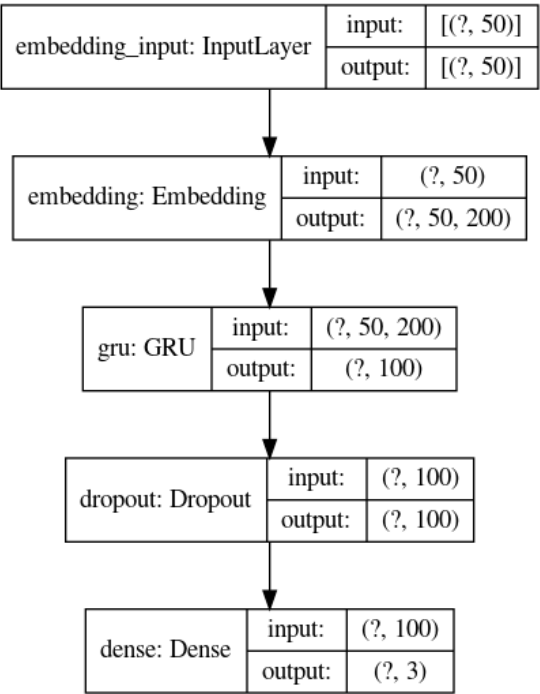 embedding_input: InputLayer
input: [(?, 50)]
output: [(?, 50)]
embedding: Embedding
input: (?, 50)
output: (?, 50, 200)
gru: GRU
input: (?, 50, 200)
output: (?, 100)
dropout: Dropout
input: (?, 100)
output: (?, 100)
dense: Dense
input: (?, 100)
output: (?, 3)